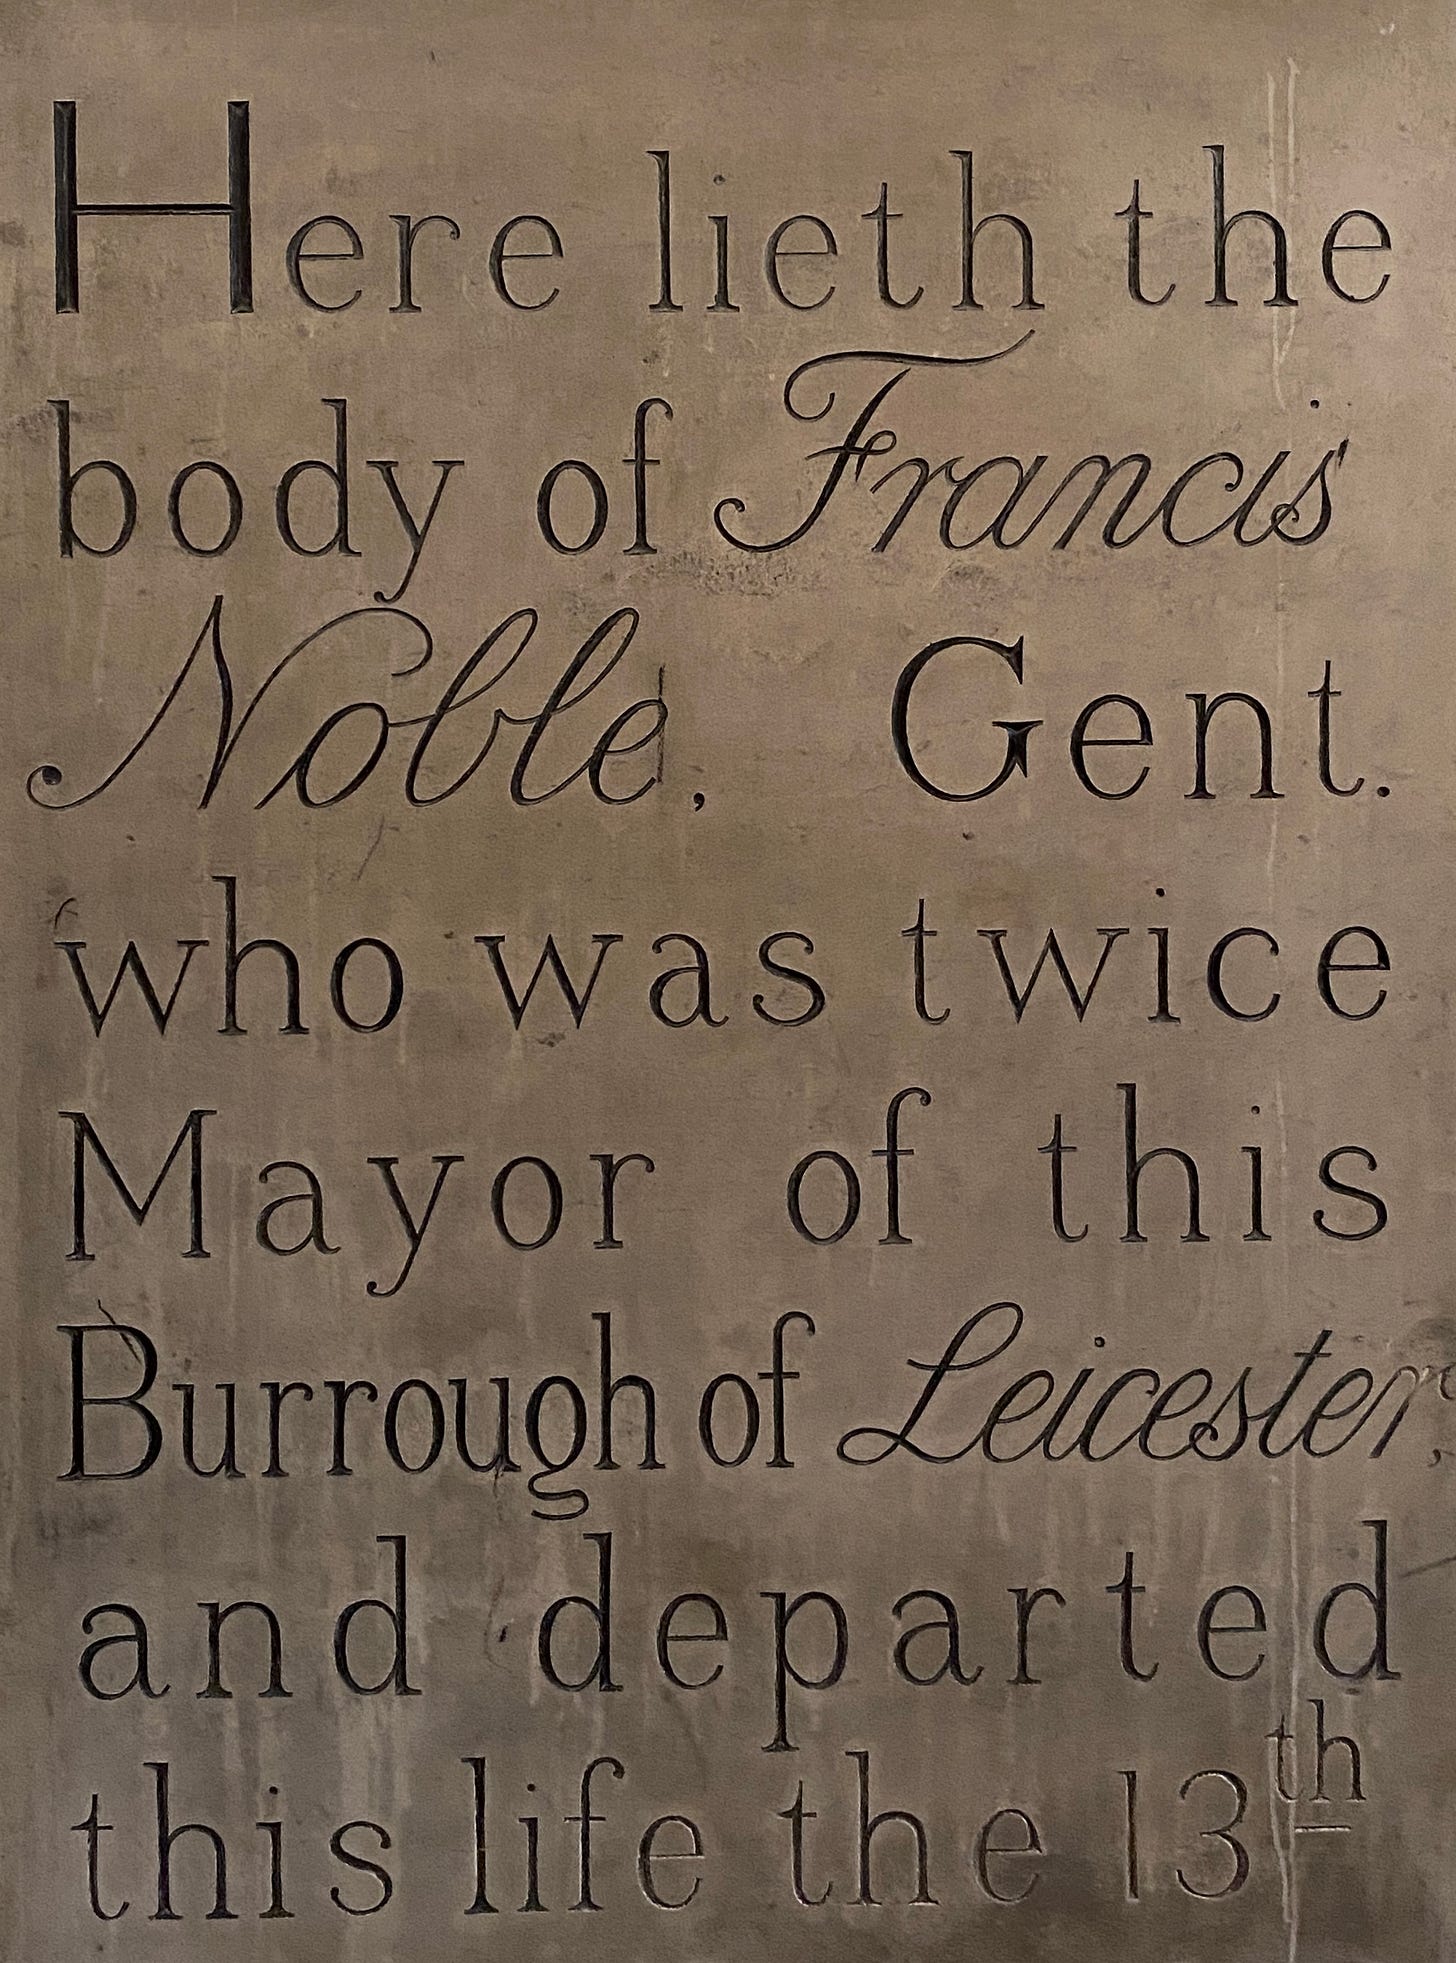 Here lieth the
body of Francis
Noble, Gent.
who was twice
Mayor of this
Burrough of Leicester,
and departed
this life the 13th